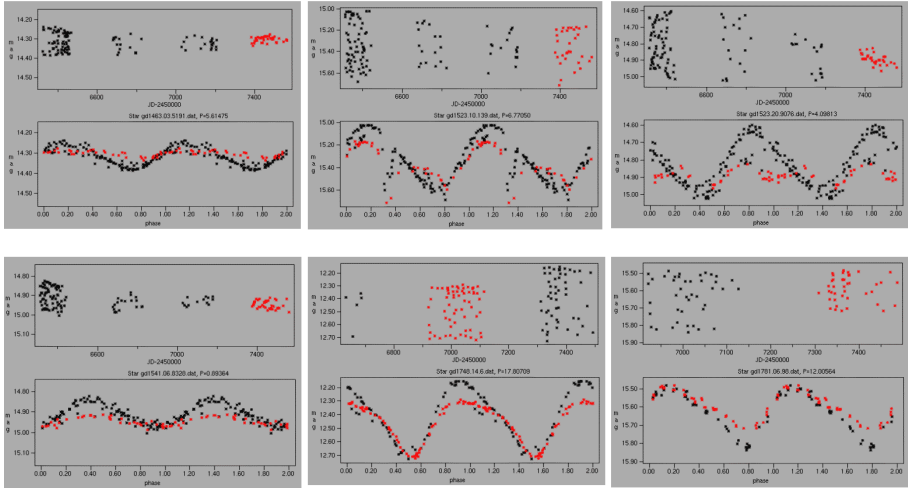 14.20
14.30
14.40
14.50
mag
6600 7000 7400
JD-2450000
Star gd1463.03.5191.dat, P=5.61475
14.20
14.30
14.40
14.50
mag
0.00 0.20 0.40 0.60 0.80 1.00 1.20 1.40 1.60 1.80 2.00
phase
15.00
15.20
15.40
15.60
mag
6600 7000 7400
JD-2450000
Star gd1523.10.139.dat, P=6.77050
15.00
15.20
15.40
15.60
mag
0.00 0.20 0.40 0.60 0.80 1.00 1.20 1.40 1.60 1.80 2.00
phase
14.60
14.70
14.80
14.90
15.00
mag
6600 7000 7400
JD-2450000
Star gd1523.20.9076.dat, P=4.09813
14.60
14.70
14.80
14.90
15.00
mag
0.00 0.20 0.40 0.60 0.80 1.00 1.20 1.40 1.60 1.80 2.00
phase
14.80
14.90
15.00
15.10
mag
6600 7000 7400
JD-2450000
Star gd1541.06.8328.dat, P=0.89364
14.80
14.90
15.00
15.10
mag
0.00 0.20 0.40 0.60 0.80 1.00 1.20 1.40 1.60 1.80 2.00
phase
12.20
12.30
12.40
12.50
12.60
12.70
mag
6800 7000 7200 7400
JD-2450000
Star gd1748.14.6.dat, P=17.80709
12.20
12.30
12.40
12.50
12.60
12.70
mag
0.00 0.20 0.40 0.60 0.80 1.00 1.20 1.40 1.60 1.80 2.00
phase
15.50
15.60
15.70
15.80
15.90
mag
7000 7100 7200 7300 7400 7500
JD-2450000
Star gd1781.06.98.dat, P=12.00564
15.50
15.60
15.70
15.80
15.90
mag
0.00 0.20 0.40 0.60 0.80 1.00 1.20 1.40 1.60 1.80 2.00
phase